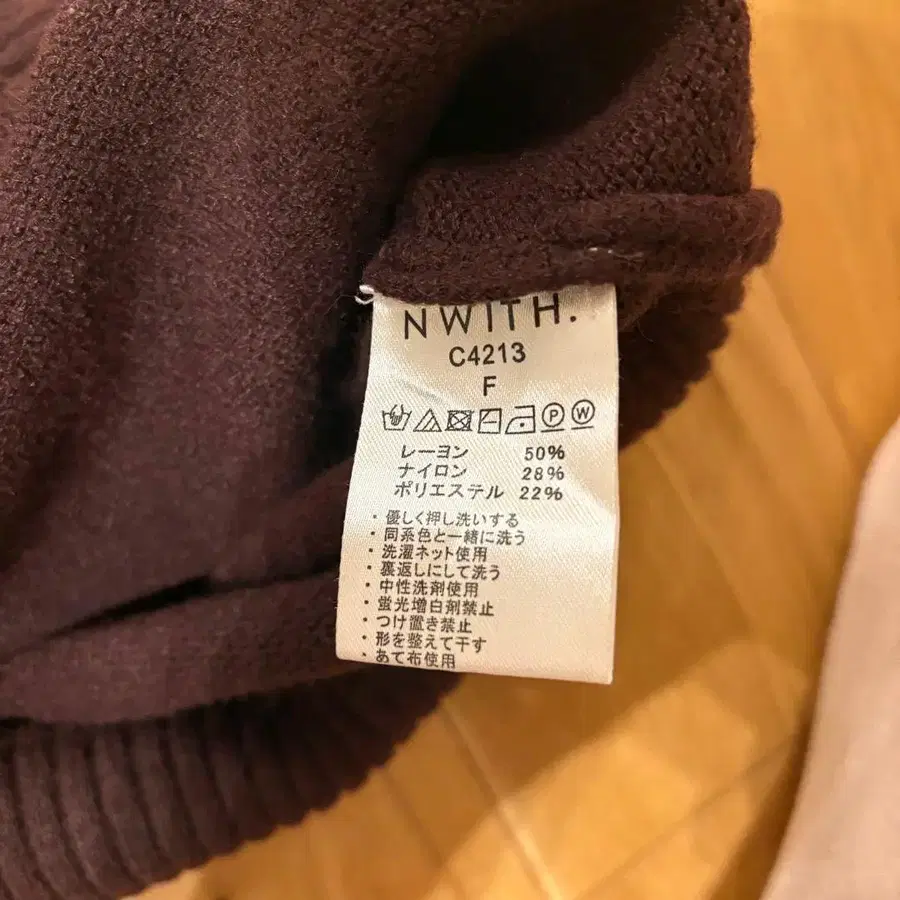 NWITH.
C4213
F
P W
レーヨン 50%
ナイロン 28%
ポリエステル 22%
・優しく押し洗いする
・同系色と一緒に洗う
・洗濯ネット使用
・裏返しにして洗う
・中性洗剤使用
・蛍光増白剤禁止
・つけ置き禁止
・形を整えて干す
・あて布使用